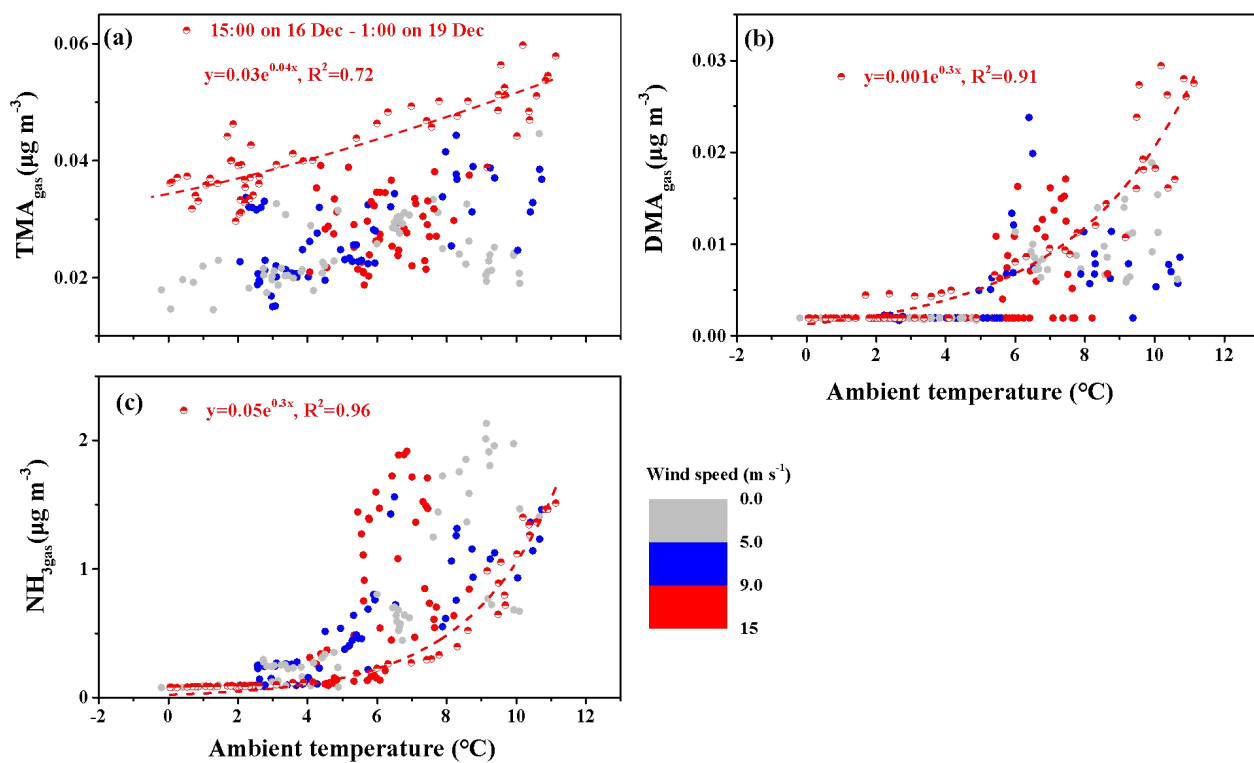 (a)
15:00 on 16 Dec - 1:00 on 19 Dec
y=0.03e^0.04x, R²=0.72
0.06
0.04
0.02
TMA_gas (µg m⁻³)
(b)
y=0.001e^0.3x, R²=0.91
0.03
0.02
0.01
0.00
DMA_gas (µg m⁻³)
-2 0 2 4 6 8 10 12
Ambient temperature (°C)
(c)
y=0.05e^0.3x, R²=0.96
2
1
0
NH_3gas (µg m⁻³)
-2 0 2 4 6 8 10 12
Ambient temperature (°C)
Wind speed (m s⁻¹)
0.0
5.0
9.0
15